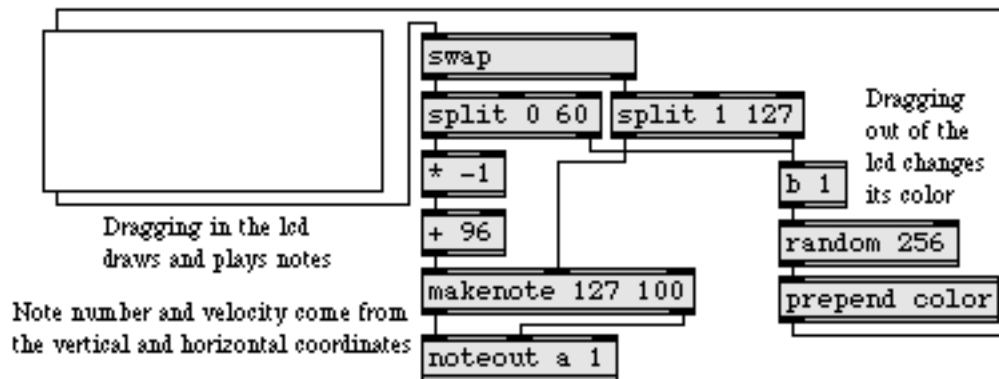 swap
split 0 60
split 1 127
Dragging
out of the
lcd changes
its color
* -1
b 1
+ 96
random 256
Dragging in the lcd
draws and plays notes
makenote 127 100
prepend color
Note number and velocity come from
the vertical and horizontal coordinates
noteout a 1